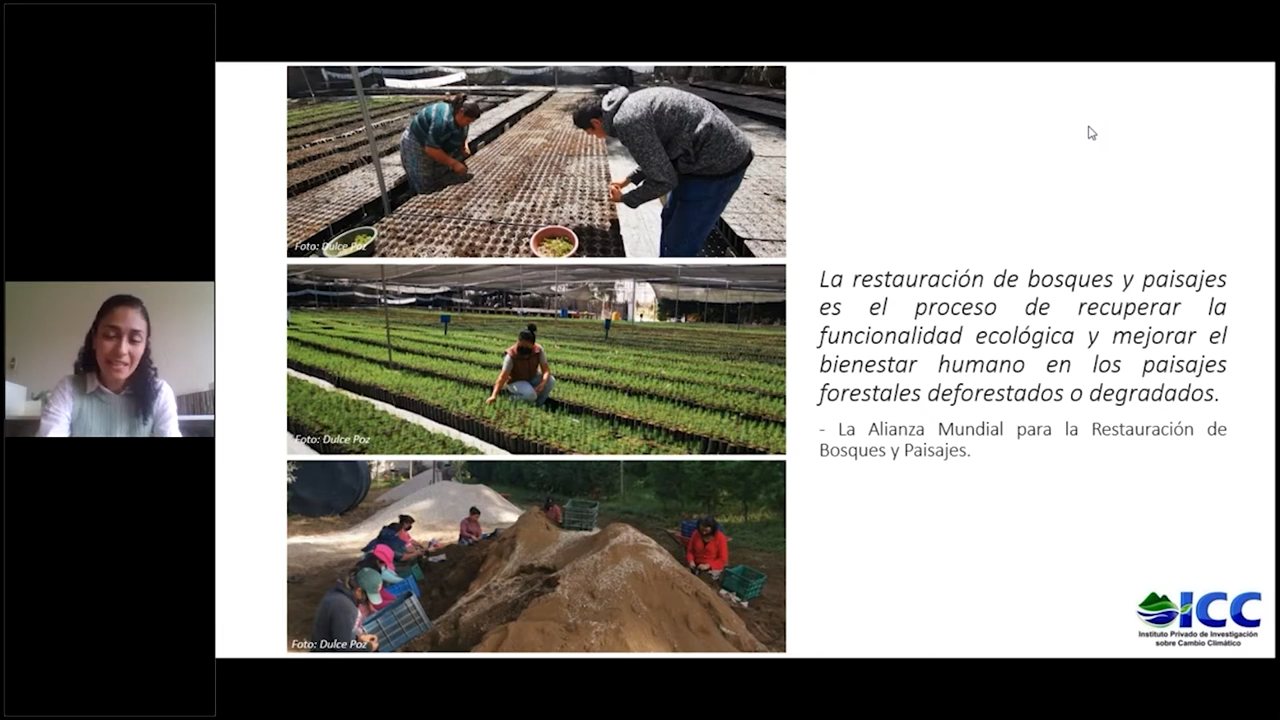 Foto: Dulce Poz
Foto: Dulce Poz
Foto: Dulce Poz
La restauración de bosques y paisajes
es el proceso de recuperar la
funcionalidad ecológica y mejorar el
bienestar humano en los paisajes
forestales deforestados o degradados.
- La Alianza Mundial para la Restauración de
Bosques y Paisajes.
ICC
Instituto Privado de Investigación
sobre Cambio Climático